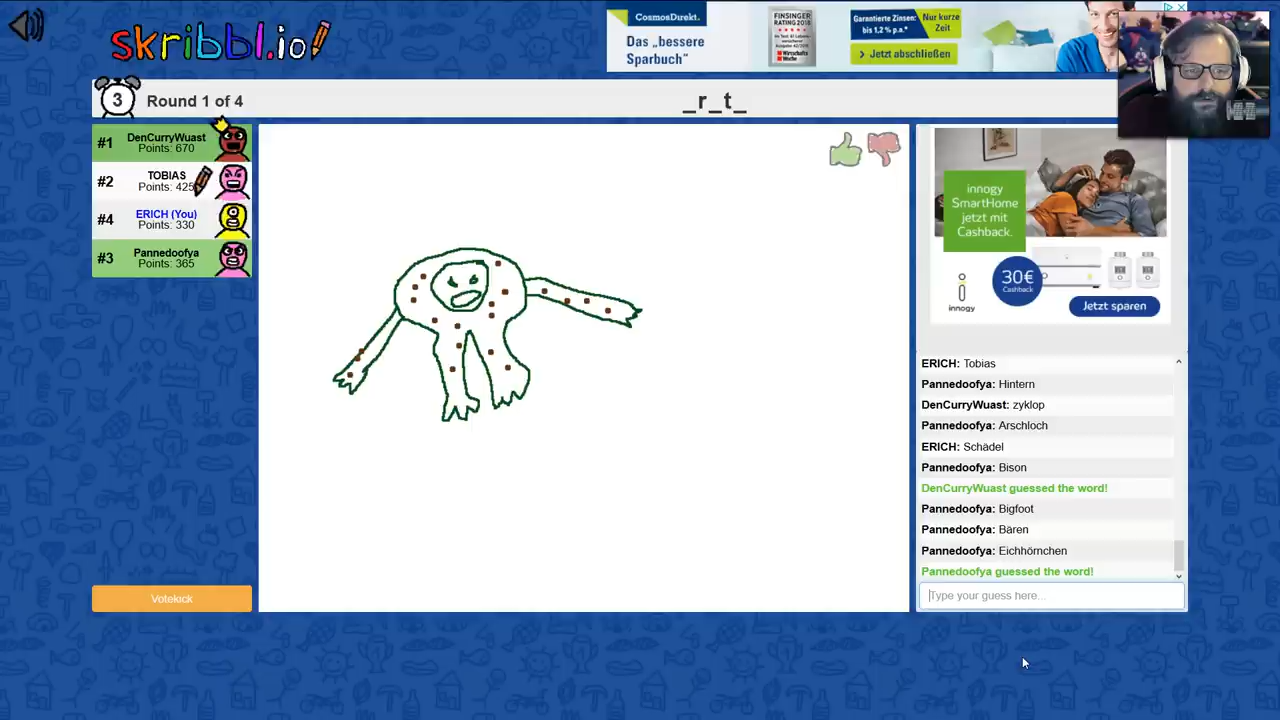 skribbl.io
CosmosDirekt.
Das „bessere
Sparbuch“
FINSINGER
RATING 2018
Garantierte Zinsen:
bis 1,2 % p.a.*
Nur kurze
Zeit
Jetzt abschließen
3
Round 1 of 4
_r_t_
#1
DenCurryWuast
Points: 670
#2
TOBIAS
Points: 425
#4
ERICH (You)
Points: 330
#3
Pannedoofya
Points: 365
Votekick
innogy
SmartHome
jetzt mit
Cashback.
innogy
30€
Cashback
Jetzt sparen
ERICH: Tobias
Pannedoofya: Hintern
DenCurryWuast: zyklop
Pannedoofya: Arschloch
ERICH: Schädel
Pannedoofya: Bison
DenCurryWuast guessed the word!
Pannedoofya: Bigfoot
Pannedoofya: Bären
Pannedoofya: Eichhörnchen
Pannedoofya guessed the word!
Type your guess here...